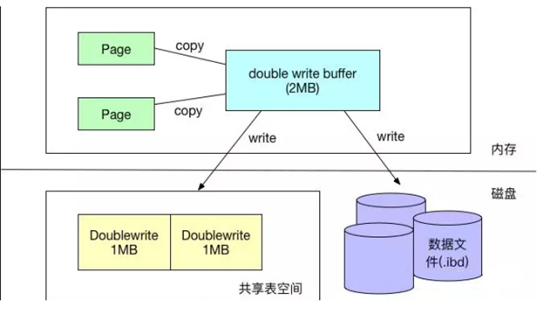 Page
copy
double write buffer
(2MB)
Page
copy
write
write
内存
磁盘
Doublewrite
1MB
Doublewrite
1MB
数据文
件(.ibd)
共享表空间